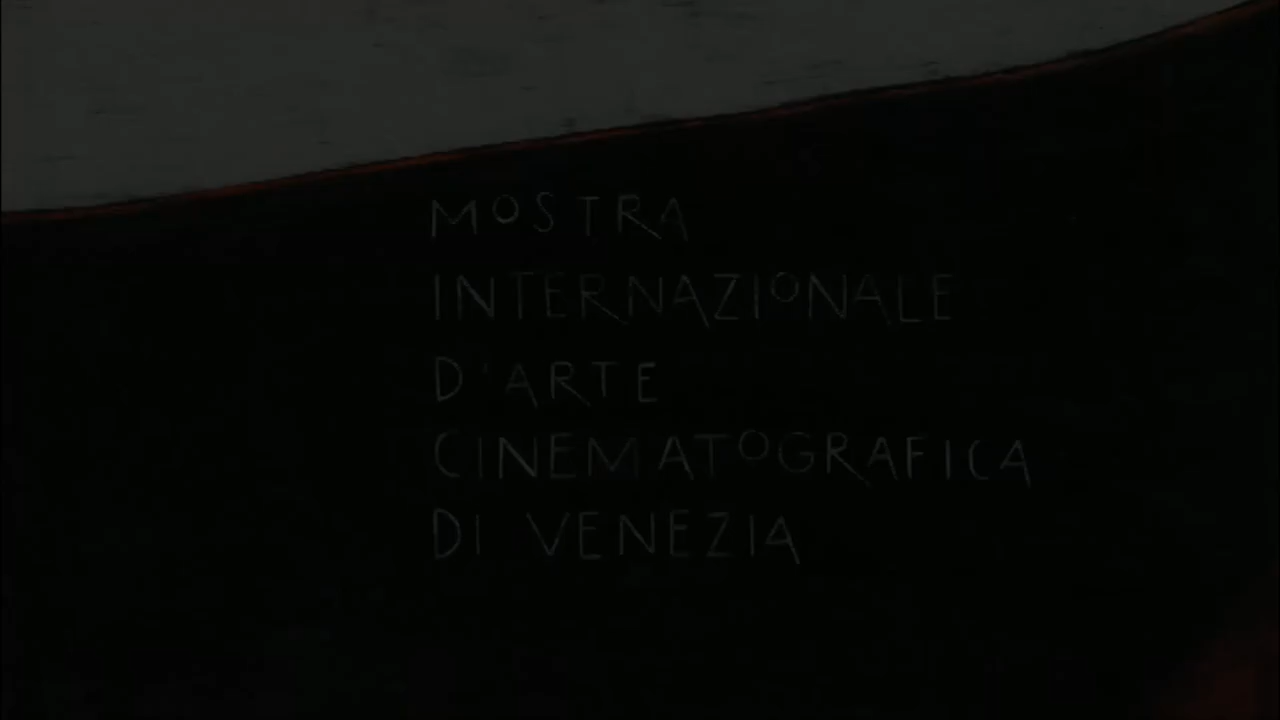 MOSTRA
INTERNAZIONALE
D'ARTE
CINEMATOGRAFICA
DI VENEZIA